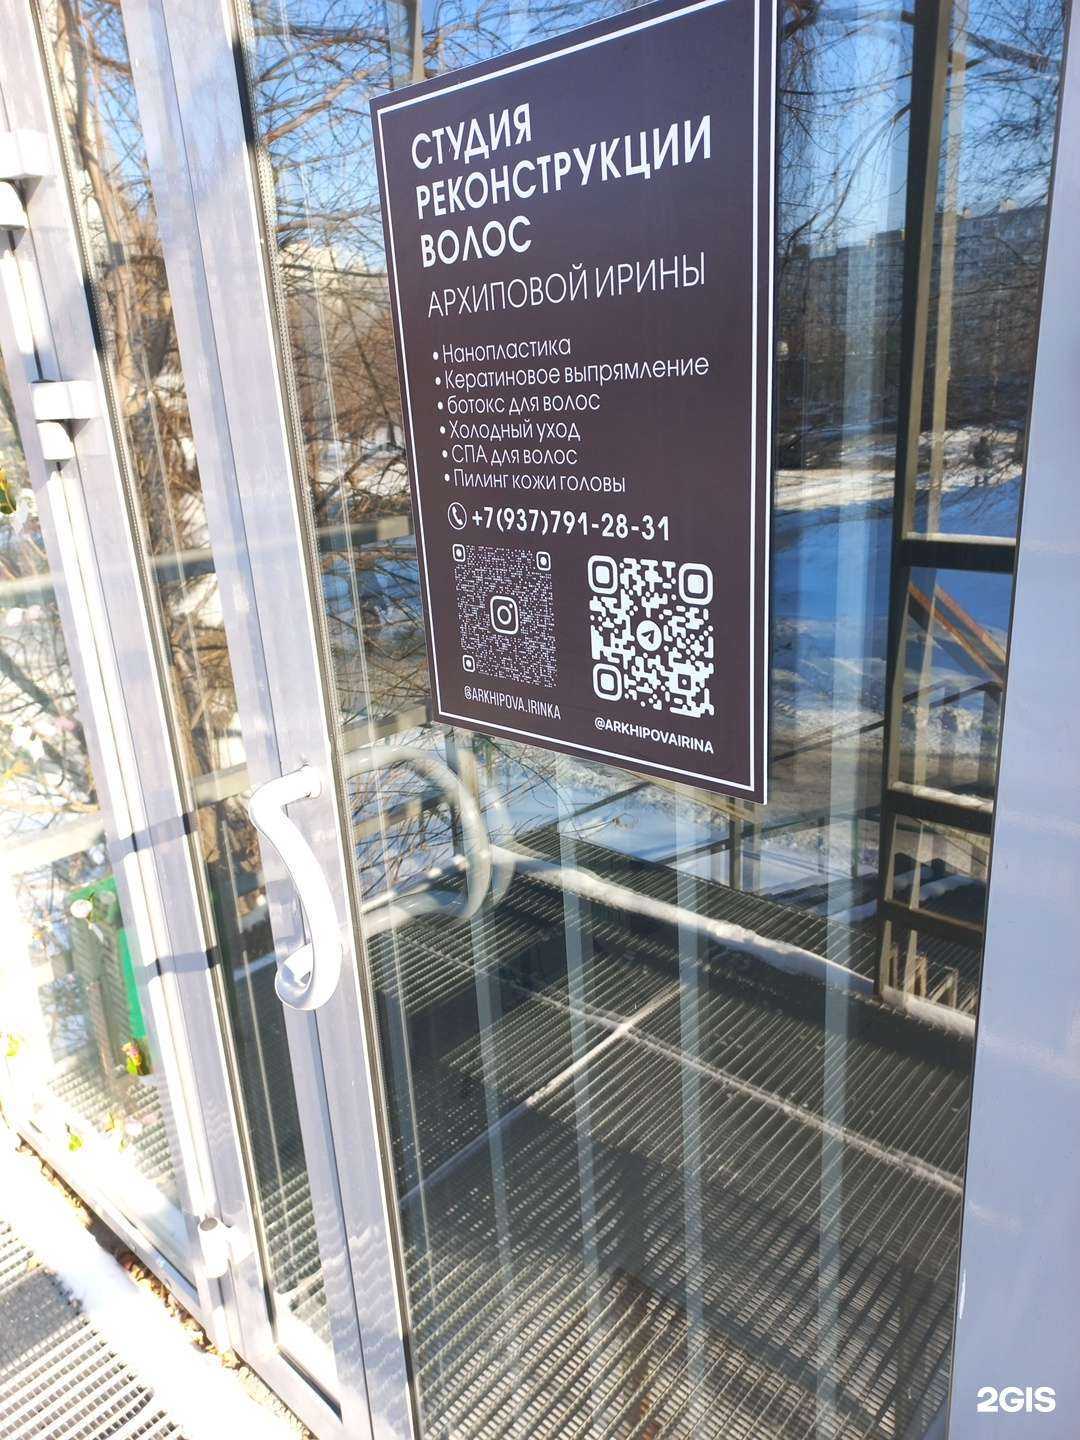 СТУДИЯ
РЕКОНСТРУКЦИИ
ВОЛОС
АРХИПОВОЙ ИРИНЫ
• Нанопластика
• Кератиновое выпрямление
• ботокс для волос
• Холодный уход
• СПА для волос
• Пилинг кожи головы
+7(937)791-28-31
@ARKHIPOVA.IRINKA
@ARKHIPOVAIRINA
2GIS